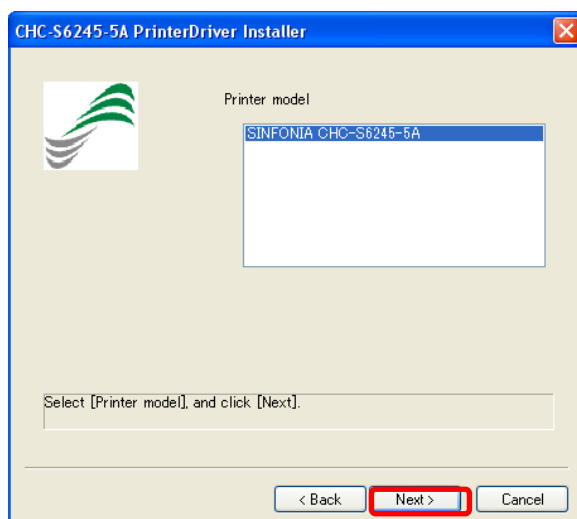 CHC-S6245-5A PrinterDriver Installer
Printer model
SINFONIA CHC-S6245-5A
Select [Printer model], and click [Next].
< Back
Next >
Cancel